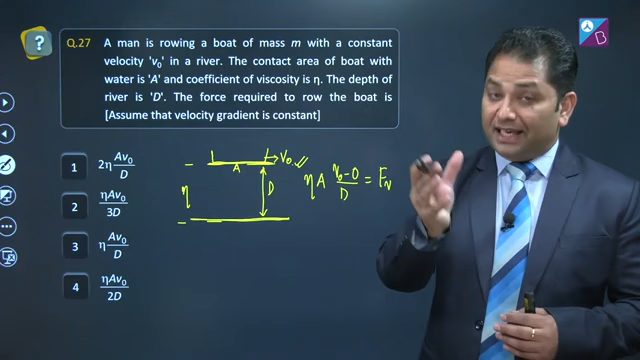 ?
Q.27 A man is rowing a boat of mass m with a constant
velocity 'v₀' in a river. The contact area of boat with
water is 'A' and coefficient of viscosity is η. The depth of
river is 'D'. The force required to row the boat is
[Assume that velocity gradient is constant]
1 2η Av₀/D
2 ηAv₀/3D
3 η Av₀/D
4 ηAv₀/2D
→ V₀ ✓
A
η
D
η A (v₀-0)/D = Fᵥ
B